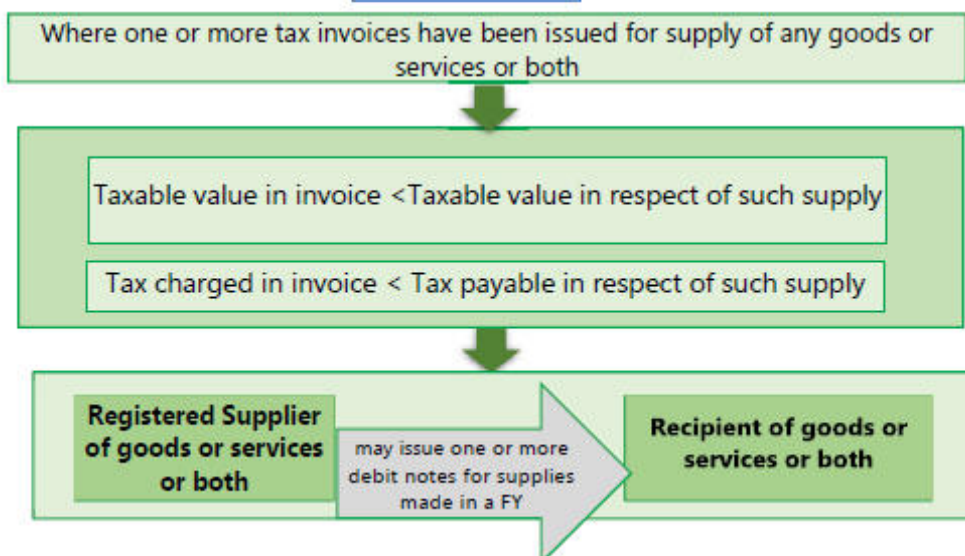 Where one or more tax invoices have been issued for supply of any goods or
services or both
Taxable value in invoice <Taxable value in respect of such supply
Tax charged in invoice < Tax payable in respect of such supply
Registered Supplier
of goods or services
or both
may issue one or more
debit notes for supplies
made in a FY
Recipient of goods or
services or both